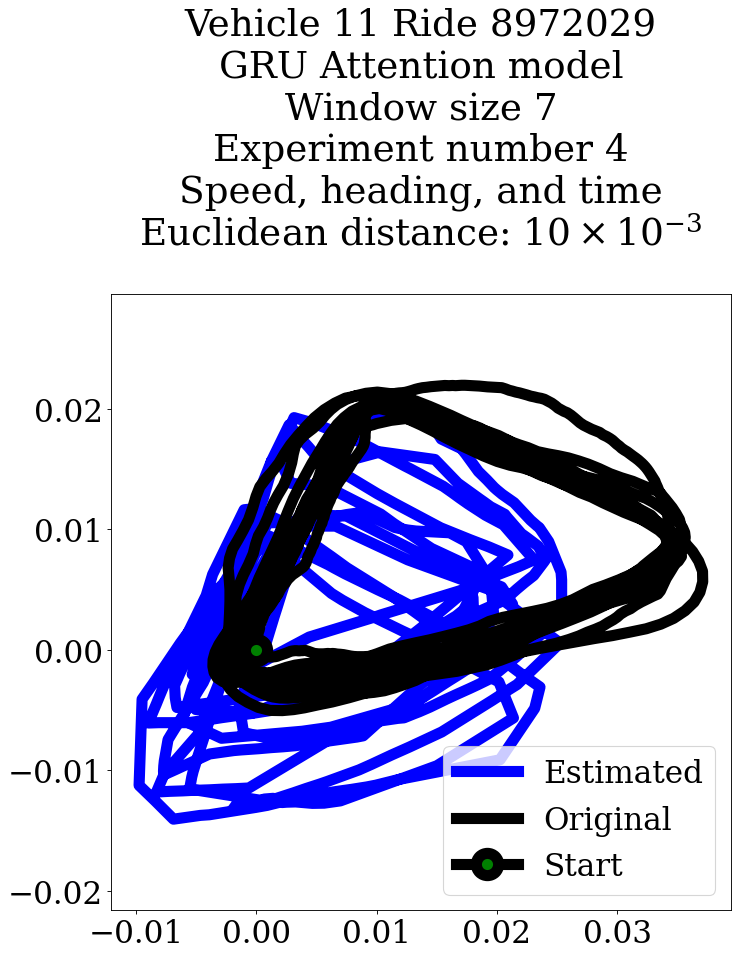 Vehicle 11 Ride 8972029
GRU Attention model
Window size 7
Experiment number 4
Speed, heading, and time
Euclidean distance: 10 × 10⁻³
0.02
0.01
0.00
−0.01
−0.02
−0.01 0.00 0.01 0.02 0.03
Estimated
Original
Start